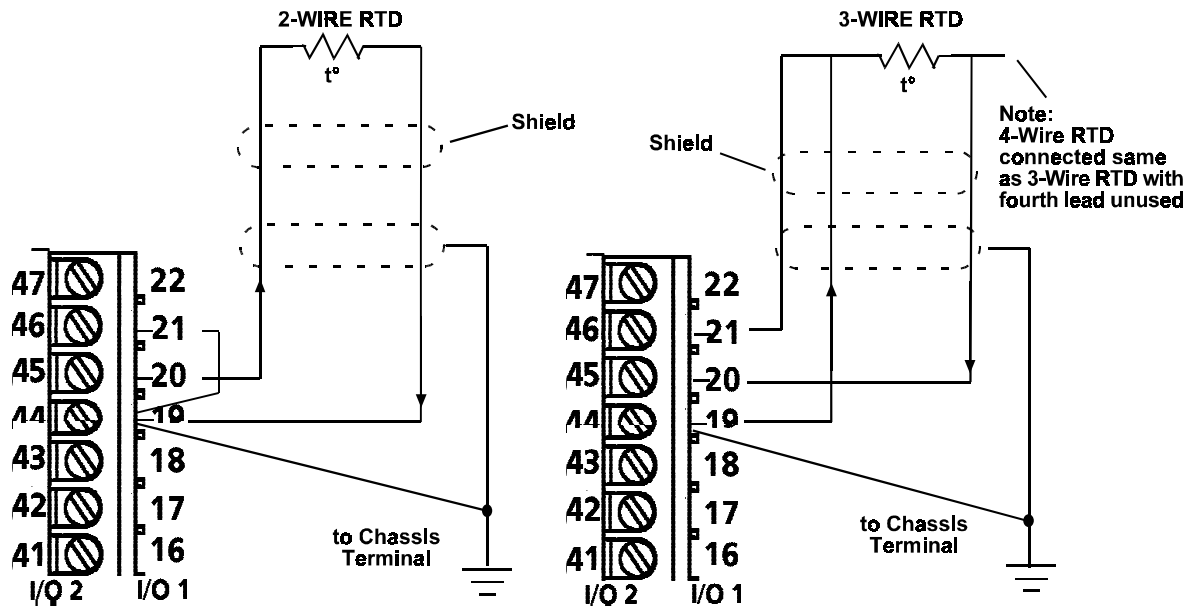 2-WIRE RTD
t°
Shield
47 22
46 21
45 20
44 19
43 18
42 17
41 16
I/O 2 I/O 1
to Chassis
Terminal
3-WIRE RTD
t°
Note:
4-Wire RTD
connected same
as 3-Wire RTD with
fourth lead unused
Shield
47 22
46 21
45 20
44 19
43 18
42 17
41 16
I/O 2 I/O 1
to Chassis
Terminal